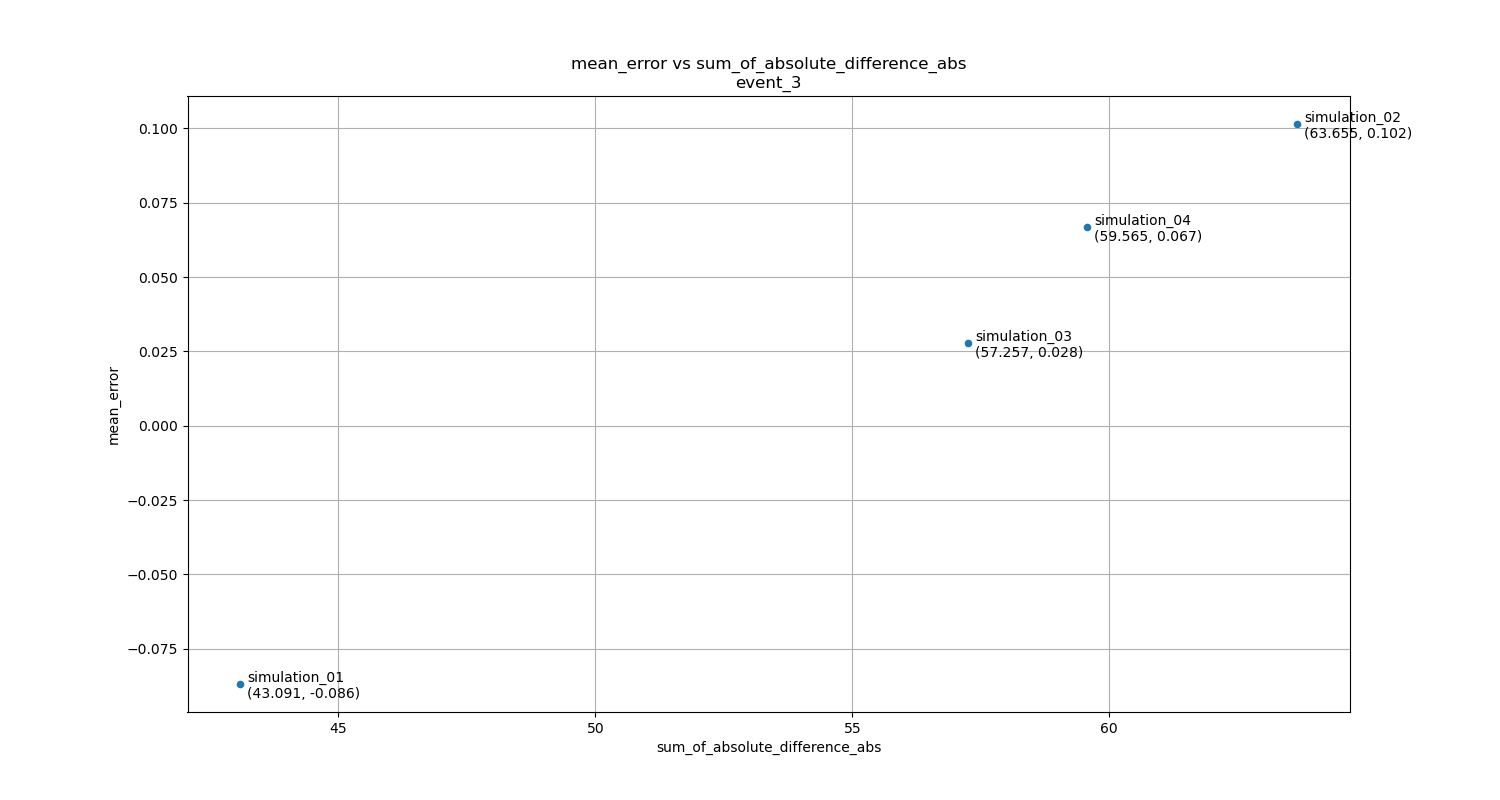 mean_error vs sum_of_absolute_difference_abs
event_3
simulation_02
(63.655, 0.102)
simulation_04
(59.565, 0.067)
simulation_03
(57.257, 0.028)
simulation_01
(43.091, -0.086)
0.100
0.075
0.050
0.025
0.000
−0.025
−0.050
−0.075
mean_error
45 50 55 60
sum_of_absolute_difference_abs